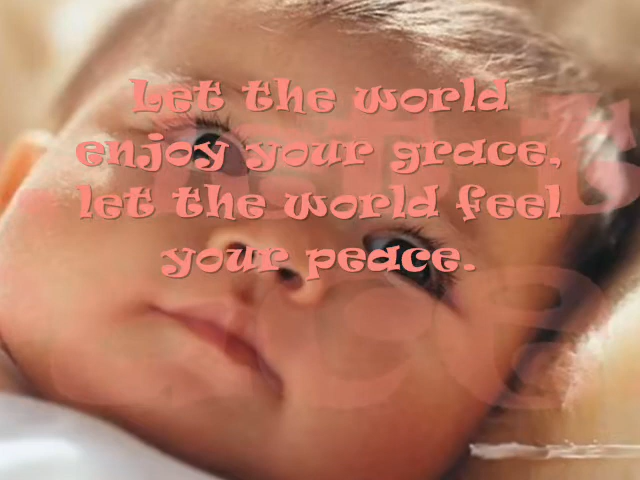 Let the world
enjoy your grace,
let the world feel
your peace.